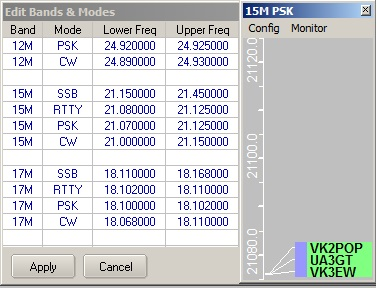 Edit Bands & Modes
Band Mode Lower Freq Upper Freq
12M PSK 24.920000 24.925000
12M CW 24.890000 24.930000
15M SSB 21.150000 21.450000
15M RTTY 21.080000 21.125000
15M PSK 21.070000 21.125000
15M CW 21.000000 21.150000
17M SSB 18.110000 18.168000
17M RTTY 18.102000 18.110000
17M PSK 18.100000 18.102000
17M CW 18.068000 18.110000
Apply Cancel
15M PSK
Config Monitor
21120.0
21100.0
21080.0
VK2POP
UA3GT
VK3EW